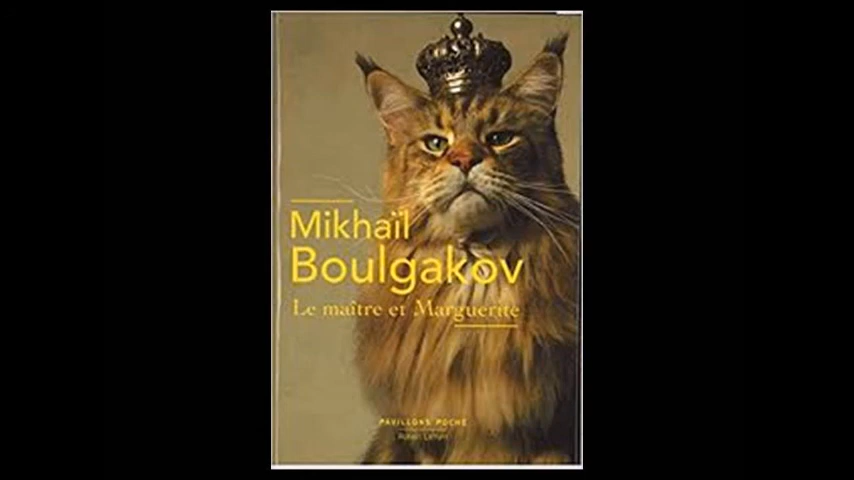 Mikhaïl
Boulgakov
Le maître et Marguerite
PAVILLONS POCHE
Robert Laffont